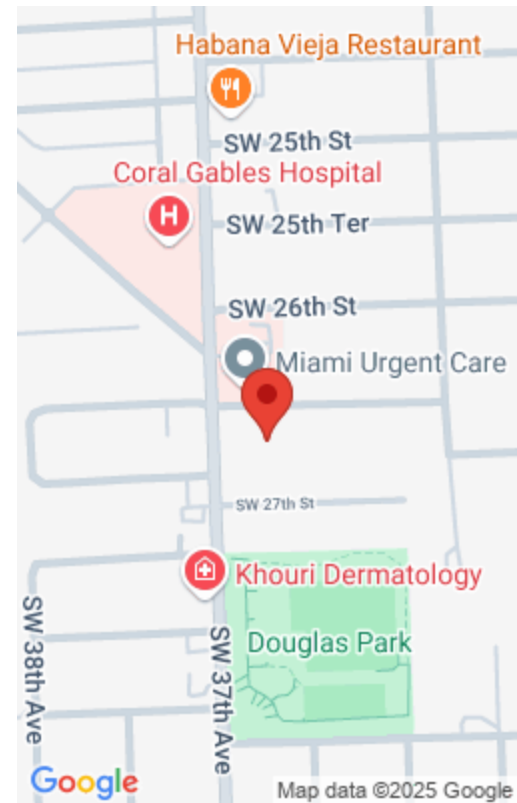 Habana Vieja Restaurant
SW 25th St
Coral Gables Hospital
H
SW 25th Ter
SW 26th St
Miami Urgent Care
SW 27th St
Khouri Dermatology
SW 38th Ave
SW 37th Ave
Douglas Park
Google
Map data ©2025 Google